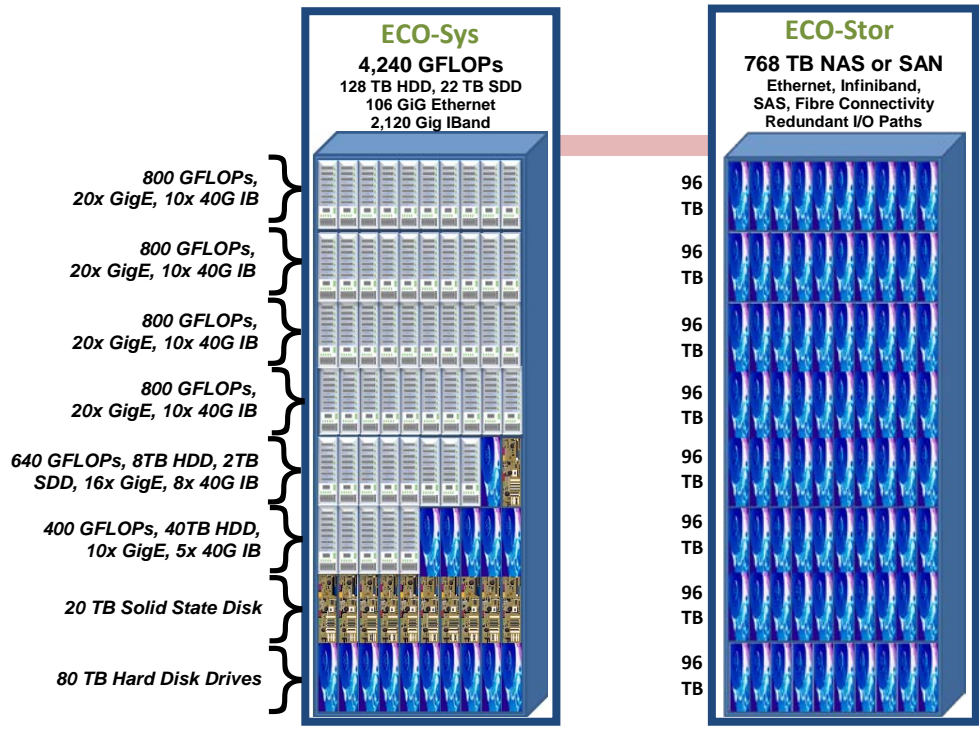 ECO-Sys
4,240 GFLOPs
128 TB HDD, 22 TB SDD
106 GiG Ethernet
2,120 Gig IBand
800 GFLOPs,
20x GigE, 10x 40G IB
800 GFLOPs,
20x GigE, 10x 40G IB
800 GFLOPs,
20x GigE, 10x 40G IB
800 GFLOPs,
20x GigE, 10x 40G IB
640 GFLOPs, 8TB HDD, 2TB
SDD, 16x GigE, 8x 40G IB
400 GFLOPs, 40TB HDD,
10x GigE, 5x 40G IB
20 TB Solid State Disk
80 TB Hard Disk Drives
ECO-Stor
768 TB NAS or SAN
Ethernet, Infiniband,
SAS, Fibre Connectivity
Redundant I/O Paths
96
TB
96
TB
96
TB
96
TB
96
TB
96
TB
96
TB
96
TB